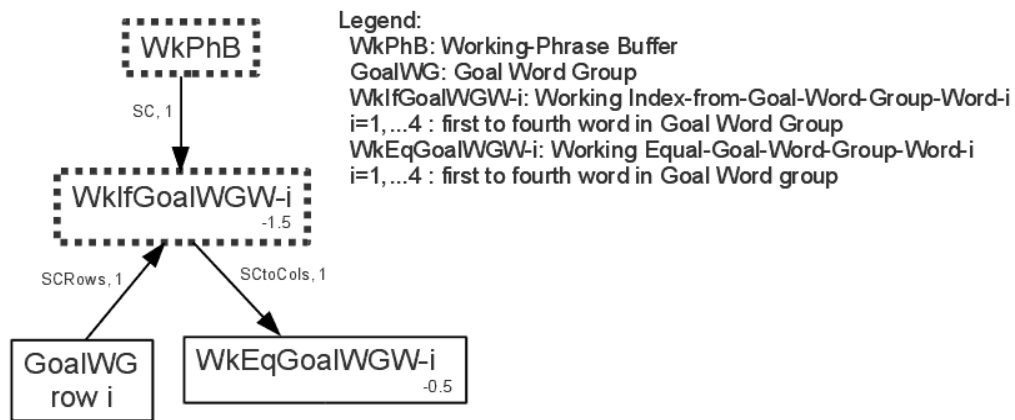 WkPhB
SC, 1
WkIfGoalWGW-i
-1.5
SCRows, 1
SCtoCols, 1
GoalWG
row i
WkEqGoalWGW-i
-0.5
Legend:
WkPhB: Working-Phrase Buffer
GoalWG: Goal Word Group
WkIfGoalWGW-i: Working Index-from-Goal-Word-Group-Word-i
i=1,...4 : first to fourth word in Goal Word Group
WkEqGoalWGW-i: Working Equal-Goal-Word-Group-Word-i
i=1,...4 : first to fourth word in Goal Word group